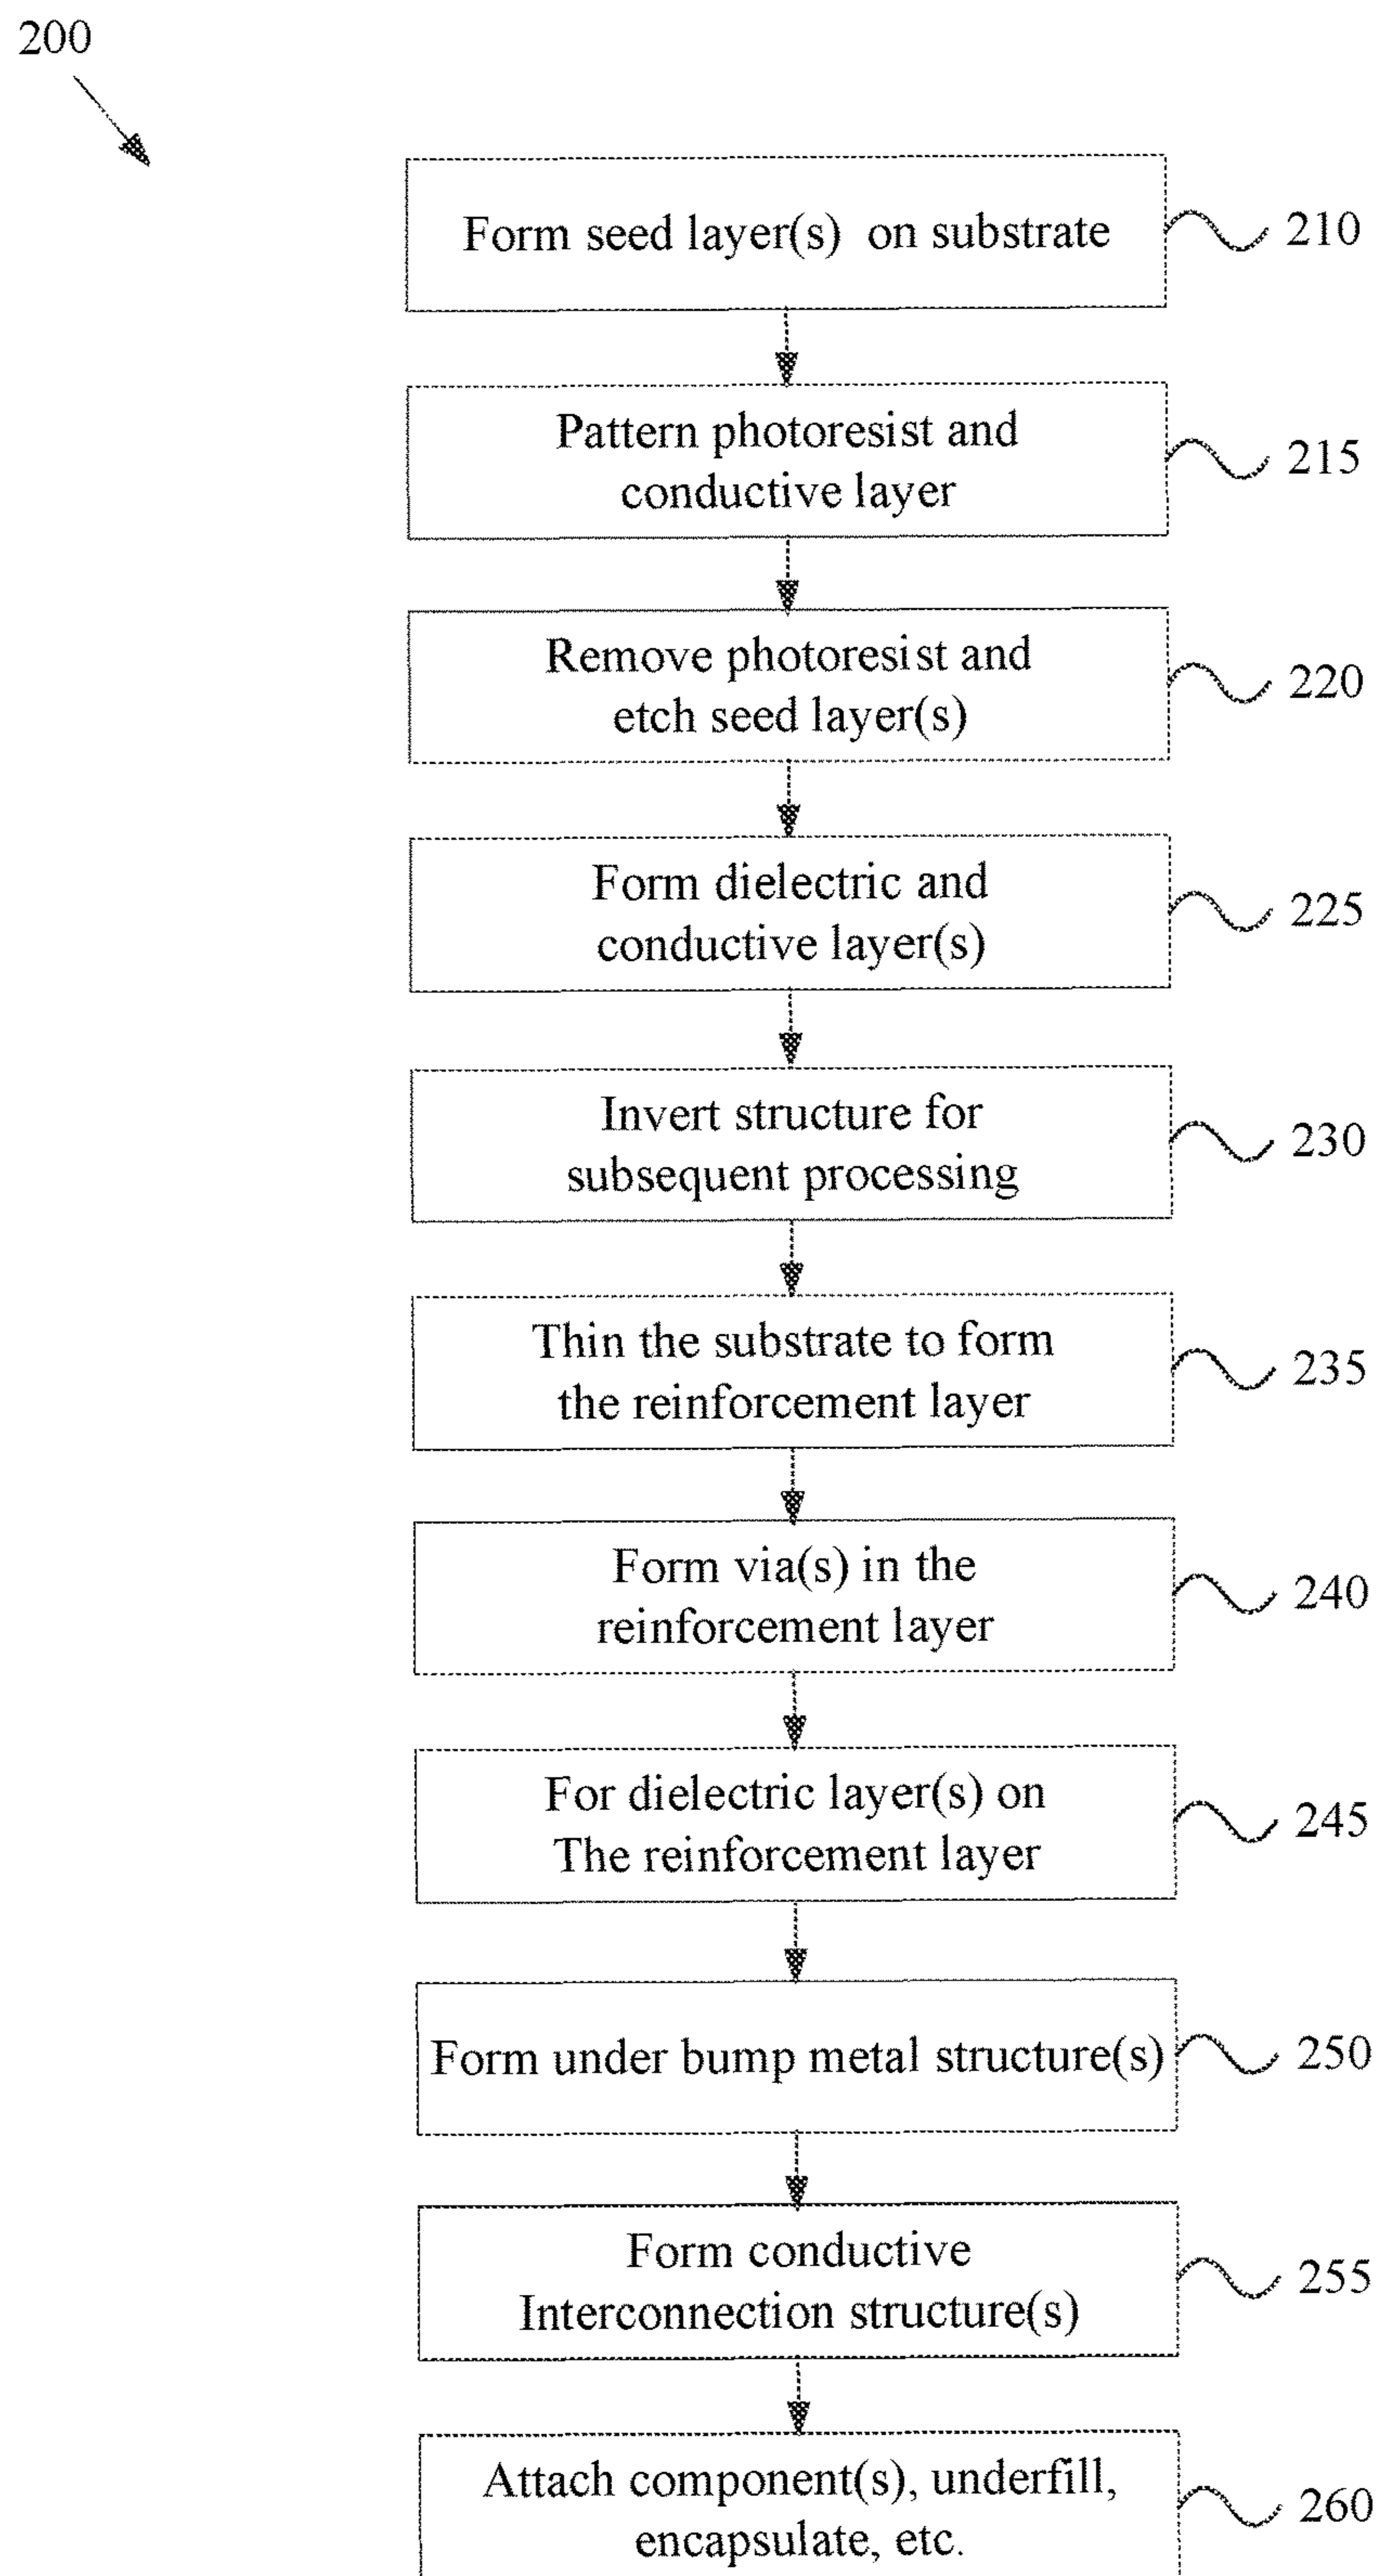 200
Form seed layer(s) on substrate
210
Pattern photoresist and
conductive layer
215
Remove photoresist and
etch seed layer(s)
220
Form dielectric and
conductive layer(s)
225
Invert structure for
subsequent processing
230
Thin the substrate to form
the reinforcement layer
235
Form via(s) in the
reinforcement layer
240
For dielectric layer(s) on
The reinforcement layer
245
Form under bump metal structure(s)
250
Form conductive
Interconnection structure(s)
255
Attach component(s), underfill,
encapsulate, etc.
260